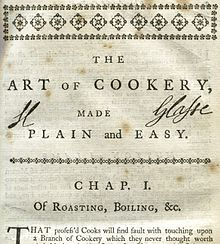 THE
ART OF COOKERY,
MADE
H Glasse
PLAIN and EASY.
CHAP. I.
Of Roasting, Boiling, &c.
THAT profeſs'd Cooks will find fault with touching upon
a Branch of Cookery which they never thought worth